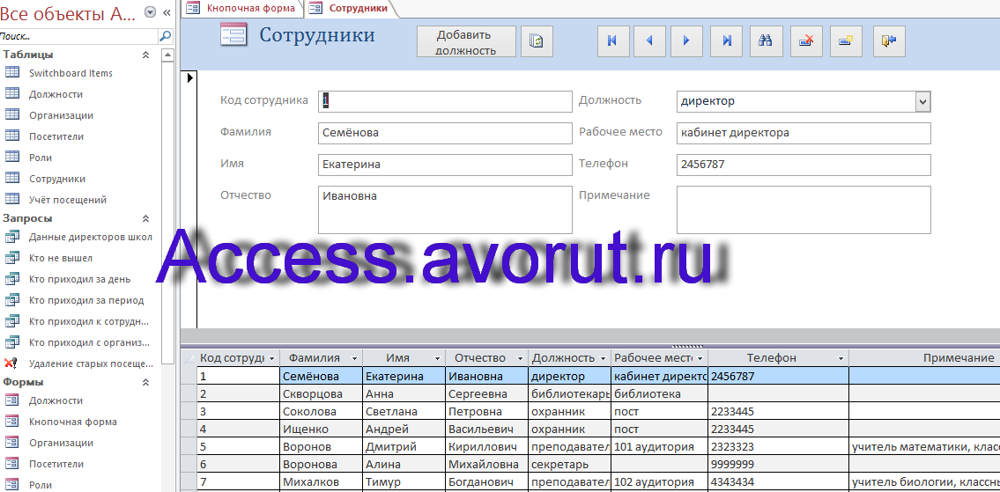 Все объекты A...
Поиск...
Таблицы
Switchboard Items
Должности
Организации
Посетители
Роли
Сотрудники
Учёт посещений
Запросы
Данные директоров школ
Кто не вышел
Кто приходил за день
Кто приходил за период
Кто приходил к сотрудн...
Кто приходил с организ...
Удаление старых посеще...
Формы
Должности
Кнопочная форма
Организации
Посетители
Роли
Кнопочная форма Сотрудники
Сотрудники
Добавить
должность
Код сотрудника 1 Должность директор
Фамилия Семёнова Рабочее место кабинет директора
Имя Екатерина Телефон 2456787
Отчество Ивановна Примечание
Access.avorut.ru
Код сотруд Фамилия Имя Отчество Должность Рабочее мест Телефон Примечание
1 Семёнова Екатерина Ивановна директор кабинет директо 2456787
2 Скворцова Анна Сергеевна библиотекарь библиотека
3 Соколова Светлана Петровна охранник пост 2233445
4 Ищенко Андрей Васильевич охранник пост 2233445
5 Воронов Дмитрий Кириллович преподавател 101 аудитория 2323323 учитель математики, класс
6 Воронова Алина Михайловна секретарь 9999999
7 Михалков Тимур Богданович преподавател 102 аудитория 4343434 учитель биологии, классны